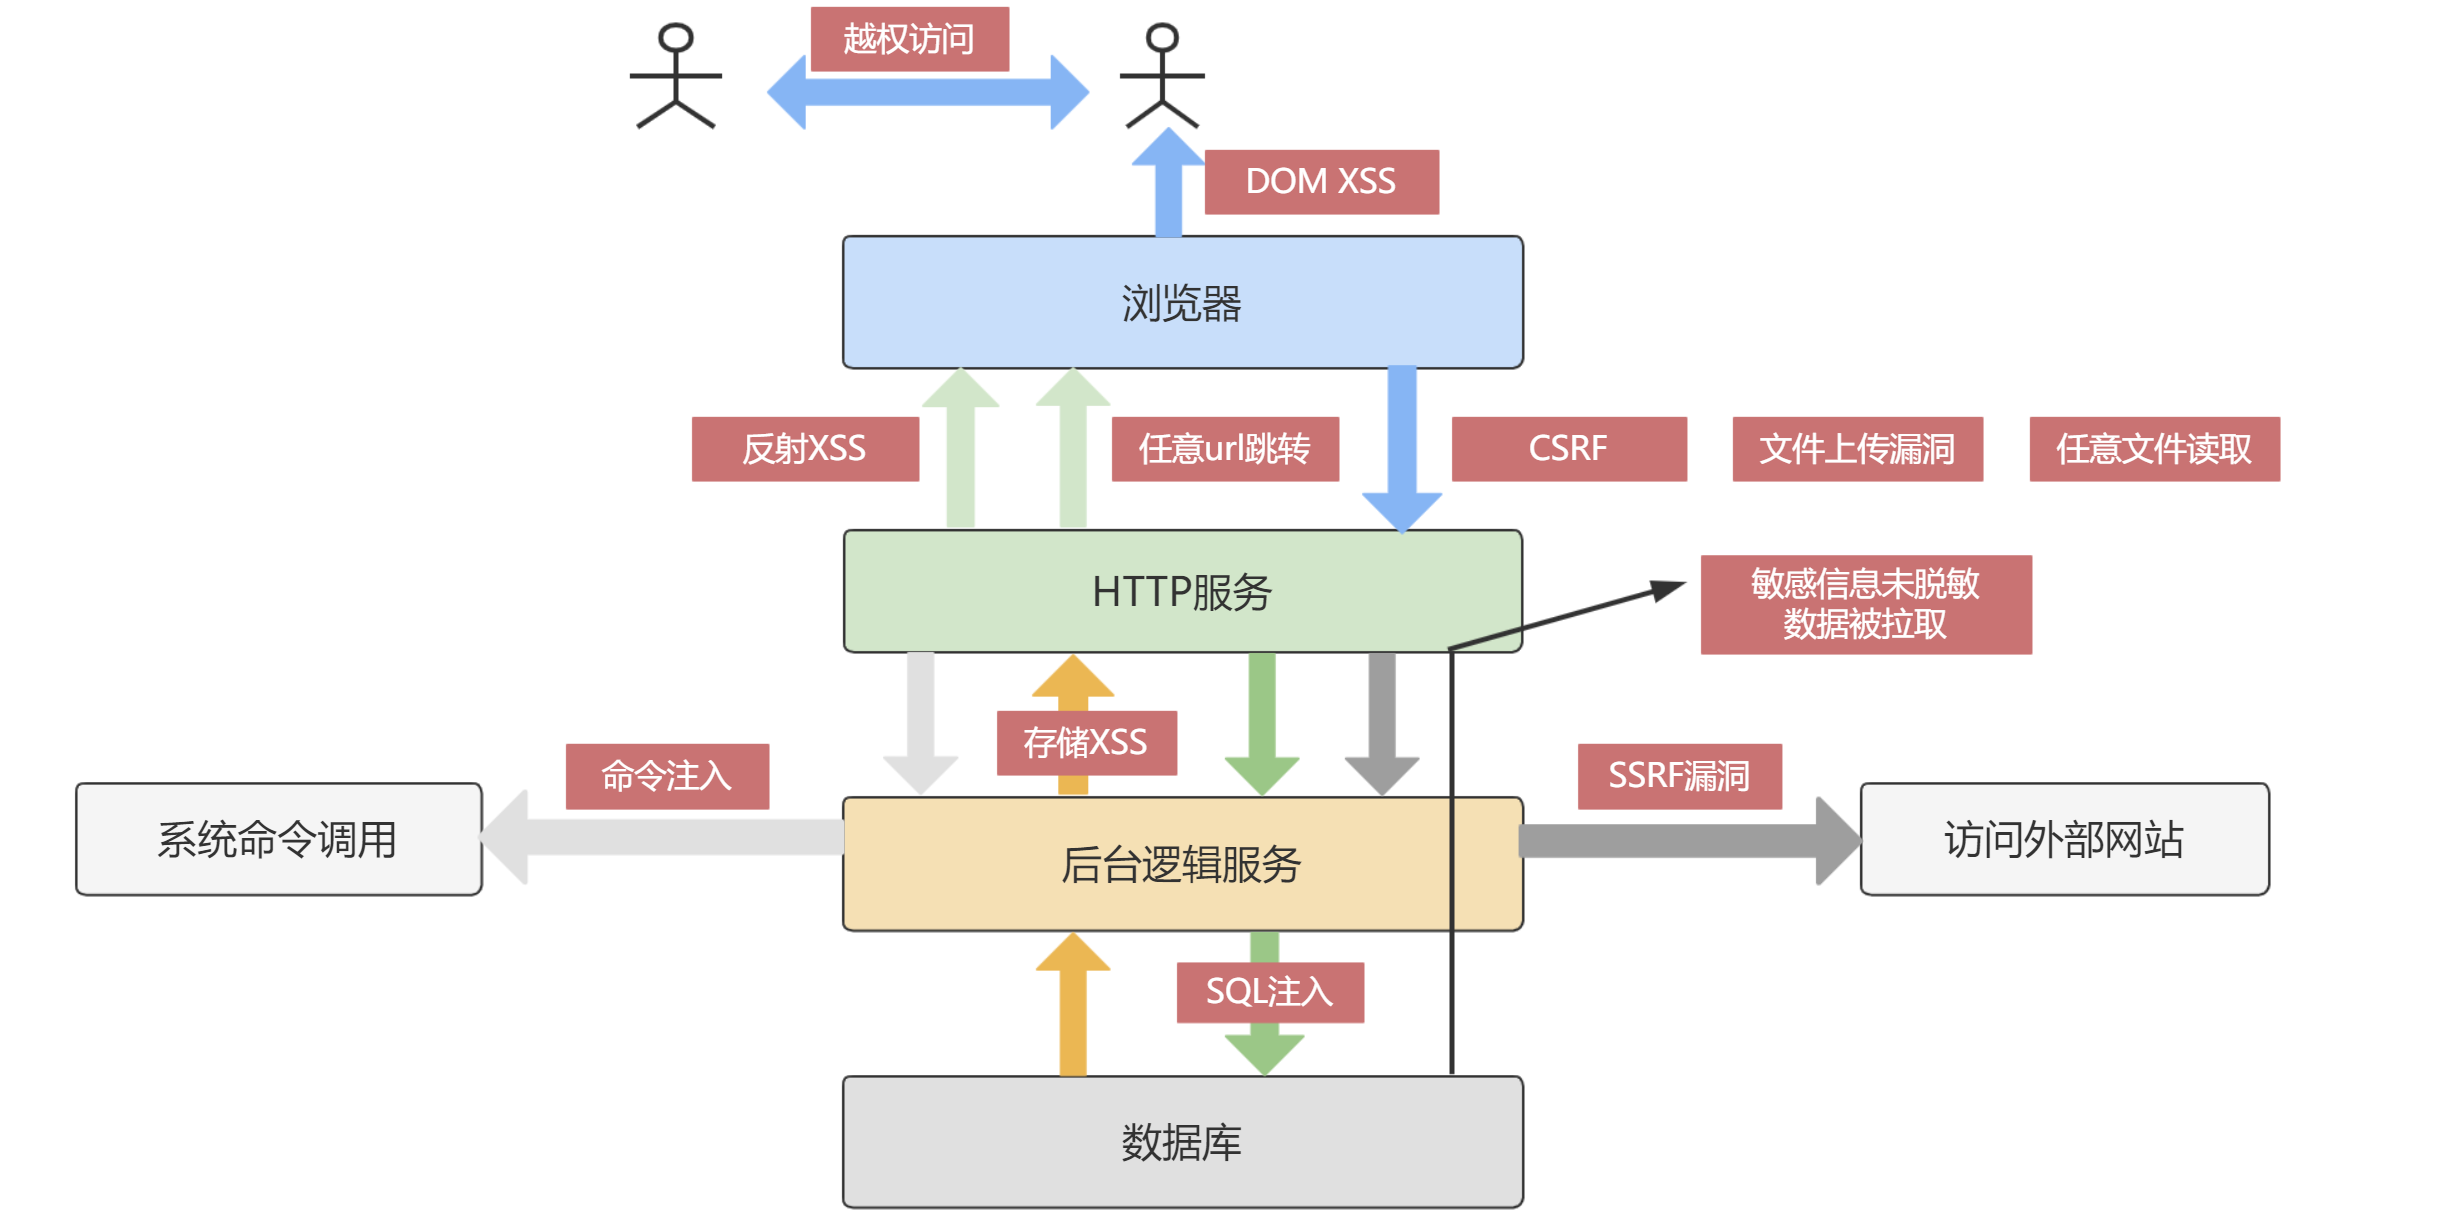 越权访问
DOM XSS
浏览器
反射XSS
任意url跳转
CSRF
文件上传漏洞
任意文件读取
HTTP服务
敏感信息未脱敏
数据被拉取
存储XSS
命令注入
SSRF漏洞
系统命令调用
后台逻辑服务
访问外部网站
SQL注入
数据库